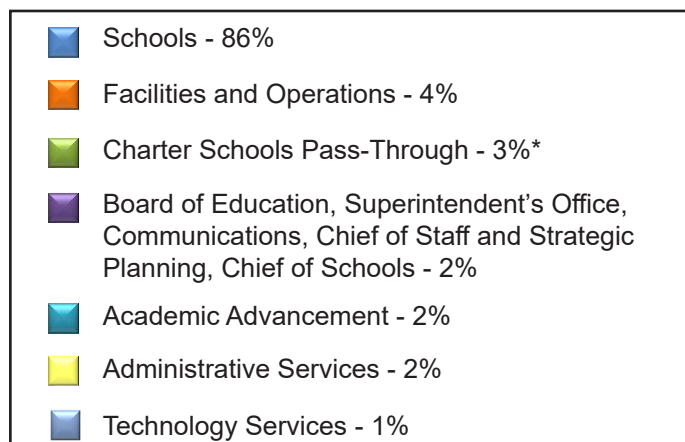 Schools - 86%
Facilities and Operations - 4%
Charter Schools Pass-Through - 3%*
Board of Education, Superintendent’s Office,
Communications, Chief of Staff and Strategic
Planning, Chief of Schools - 2%
Academic Advancement - 2%
Administrative Services - 2%
Technology Services - 1%